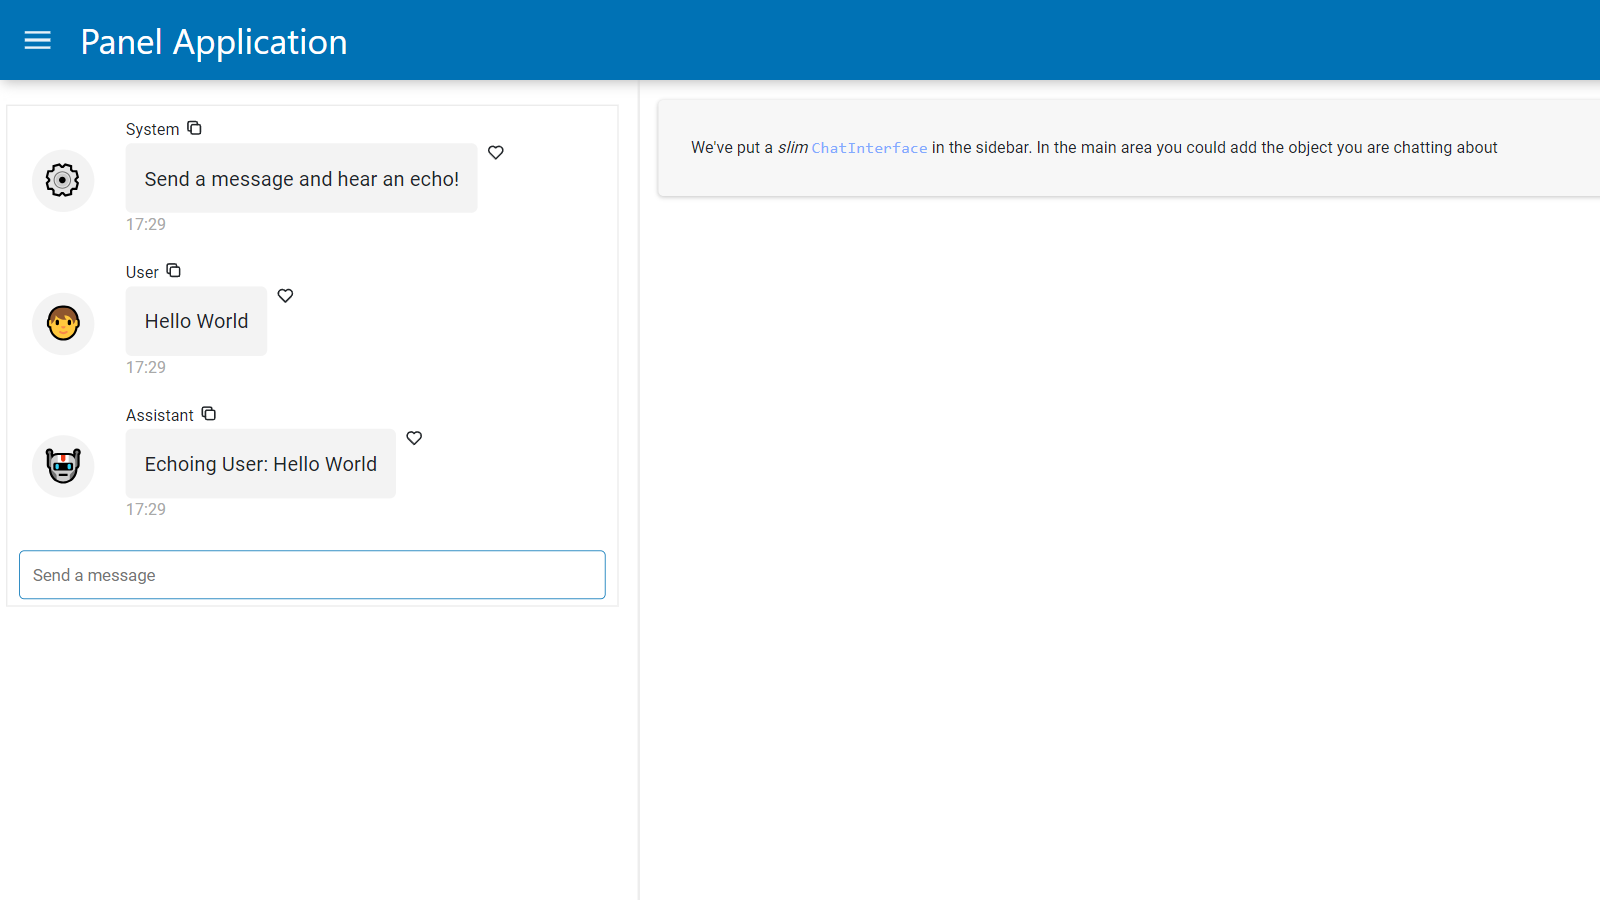 Panel Application
System
Send a message and hear an echo!
17:29
User
Hello World
17:29
Assistant
Echoing User: Hello World
17:29
Send a message
We've put a slim ChatInterface in the sidebar. In the main area you could add the object you are chatting about